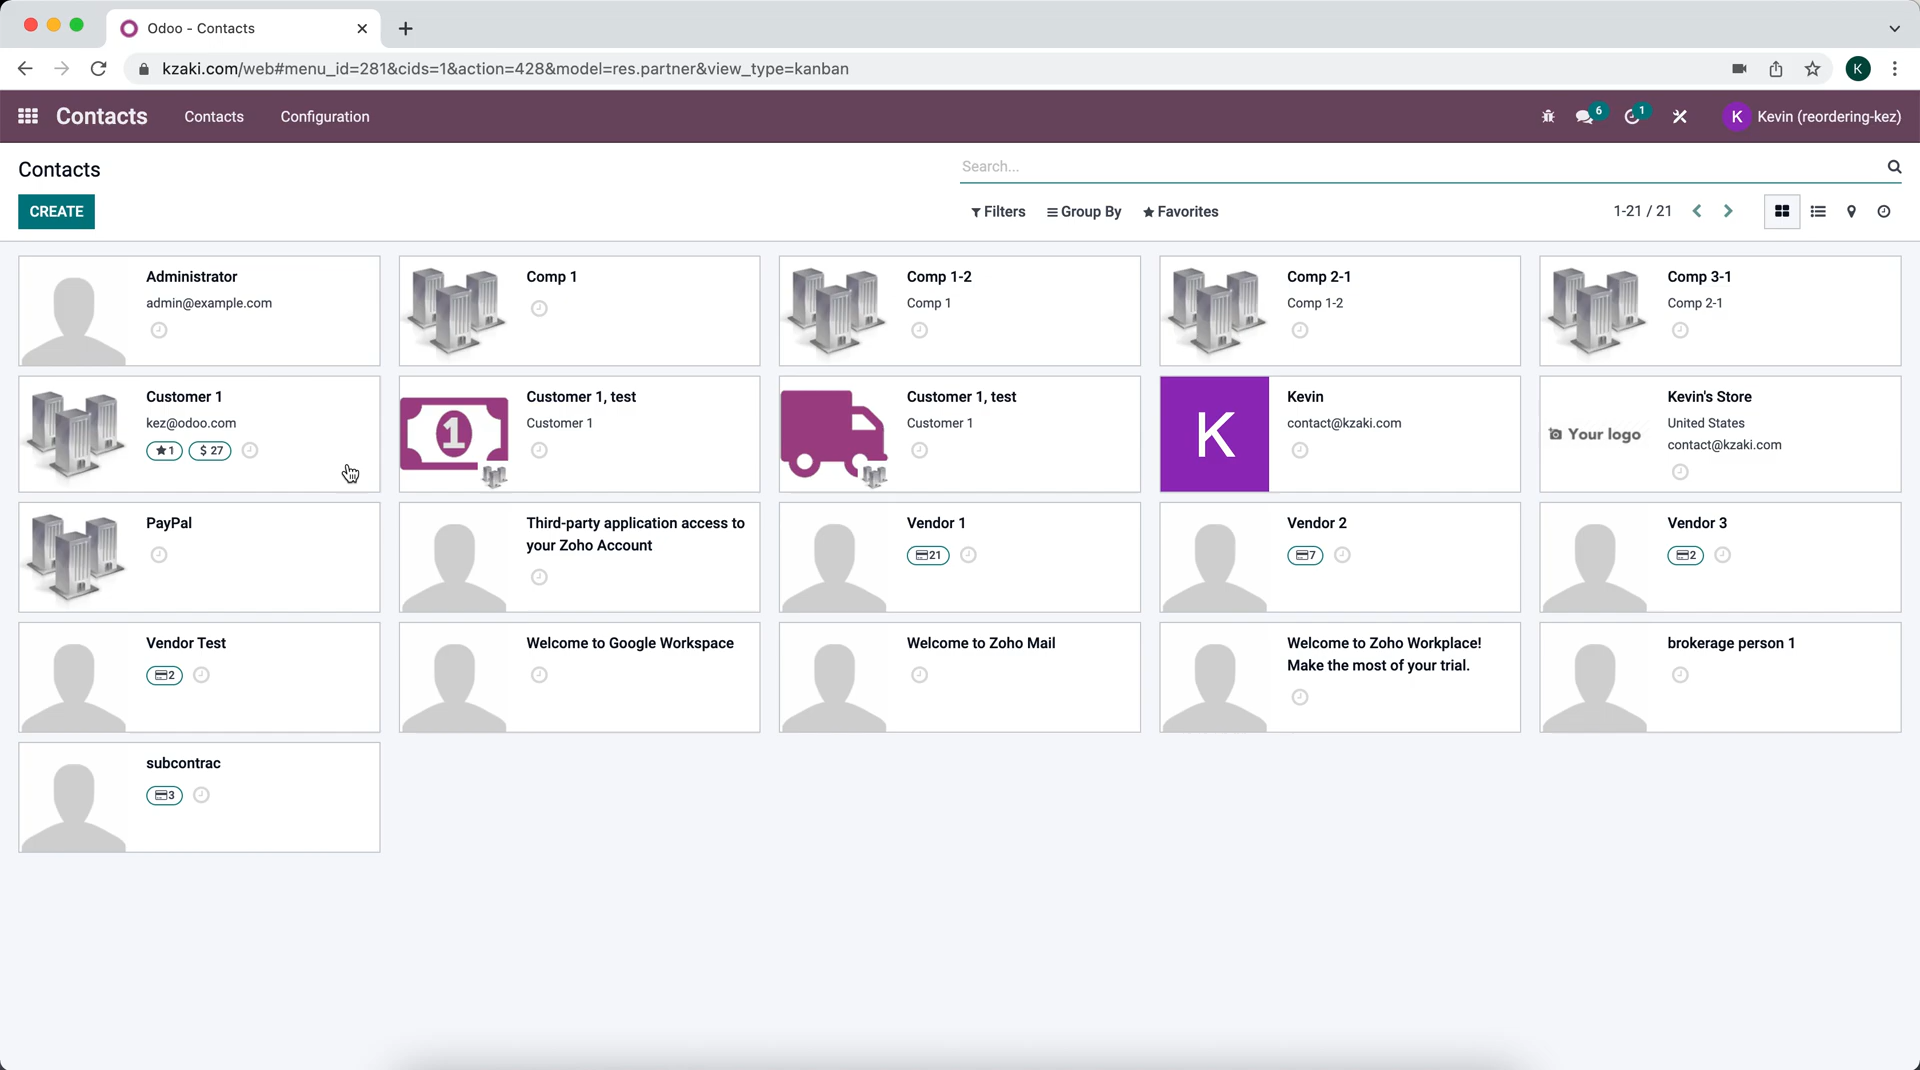 Odoo - Contacts
kzaki.com/web#menu_id=281&cids=1&action=428&model=res.partner&view_type=kanban
K
Contacts
Contacts
Configuration
6
1
K
Kevin (reordering-kez)
Contacts
Search...
CREATE
Filters
Group By
Favorites
1-21 / 21
Administrator
admin@example.com
Comp 1
Comp 1-2
Comp 1
Comp 2-1
Comp 1-2
Comp 3-1
Comp 2-1
Customer 1
kez@odoo.com
1
$ 27
1
Customer 1, test
Customer 1
Customer 1, test
Customer 1
K
Kevin
contact@kzaki.com
Your logo
Kevin's Store
United States
contact@kzaki.com
PayPal
Third-party application access to
your Zoho Account
Vendor 1
21
Vendor 2
7
Vendor 3
2
Vendor Test
2
Welcome to Google Workspace
Welcome to Zoho Mail
Welcome to Zoho Workplace!
Make the most of your trial.
brokerage person 1
subcontrac
3